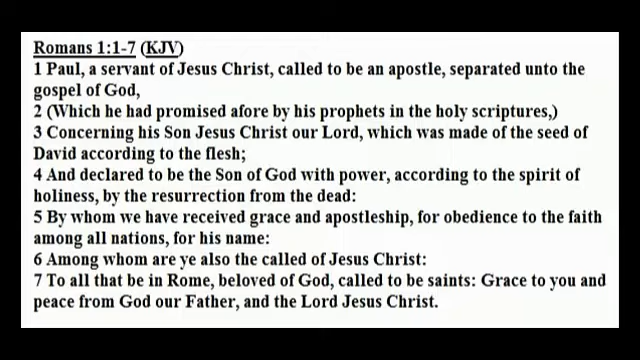 Romans 1:1-7 (KJV)
1 Paul, a servant of Jesus Christ, called to be an apostle, separated unto the
gospel of God,
2 (Which he had promised afore by his prophets in the holy scriptures,)
3 Concerning his Son Jesus Christ our Lord, which was made of the seed of
David according to the flesh;
4 And declared to be the Son of God with power, according to the spirit of
holiness, by the resurrection from the dead:
5 By whom we have received grace and apostleship, for obedience to the faith
among all nations, for his name:
6 Among whom are ye also the called of Jesus Christ:
7 To all that be in Rome, beloved of God, called to be saints: Grace to you and
peace from God our Father, and the Lord Jesus Christ.